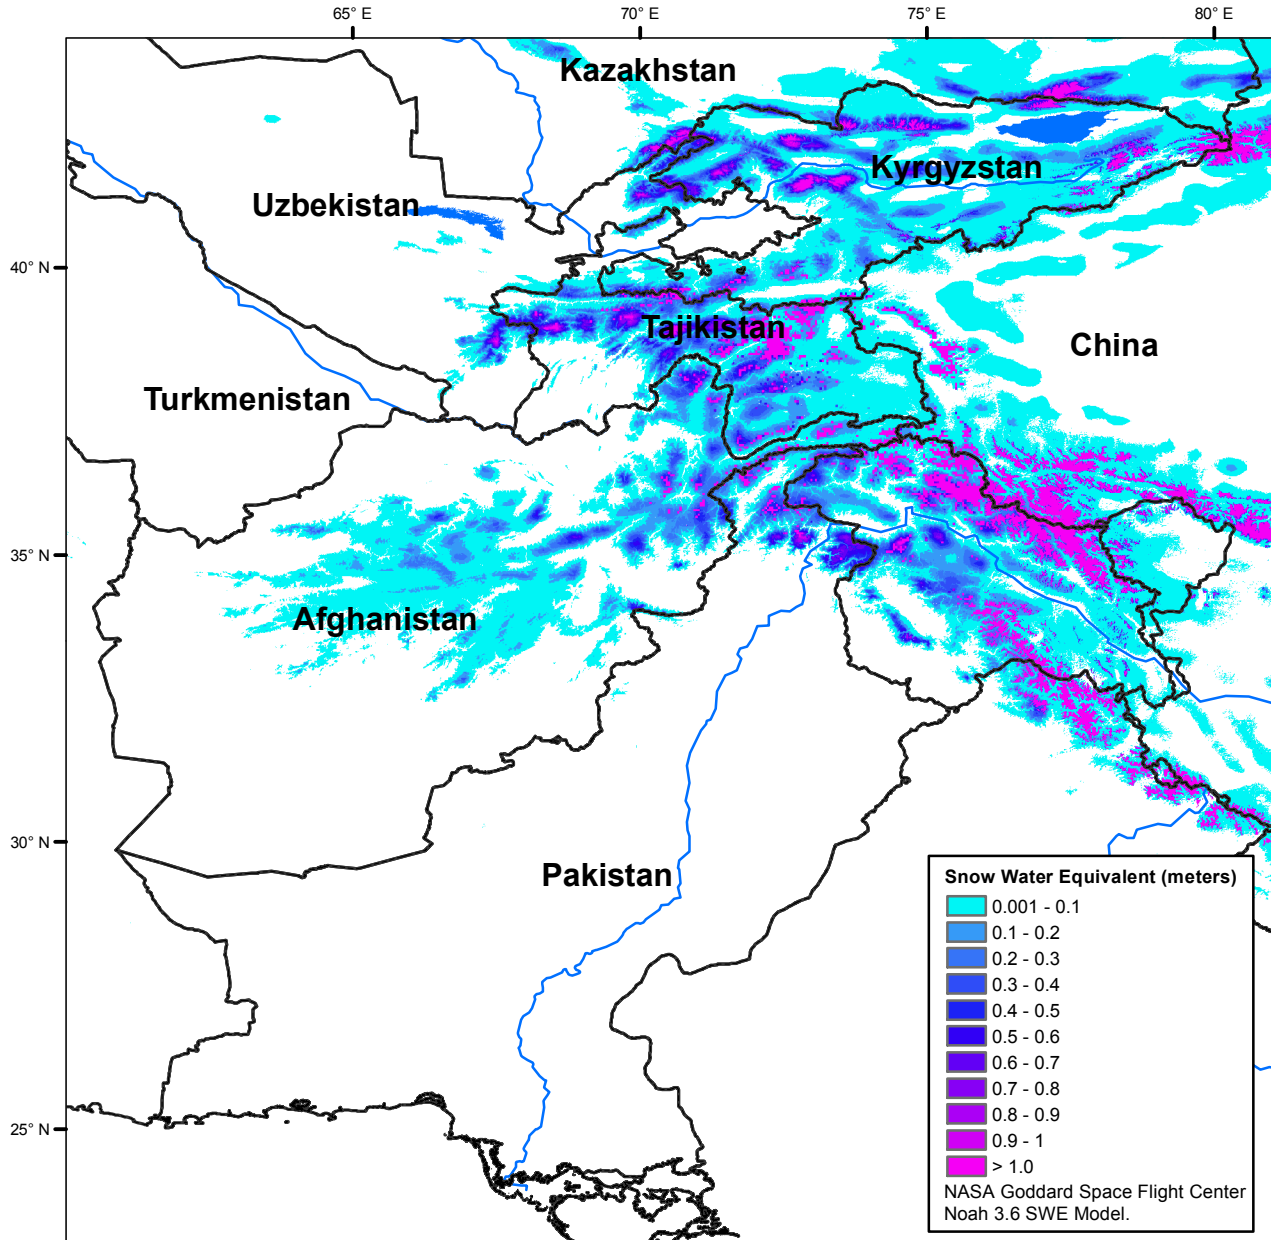 65° E
70° E
75° E
80° E
Kazakhstan
Kyrgyzstan
Uzbekistan
40° N
Tajikistan
China
Turkmenistan
35° N
Afghanistan
30° N
Pakistan
25° N
Snow Water Equivalent (meters)
0.001 - 0.1
0.1 - 0.2
0.2 - 0.3
0.3 - 0.4
0.4 - 0.5
0.5 - 0.6
0.6 - 0.7
0.7 - 0.8
0.8 - 0.9
0.9 - 1
> 1.0
NASA Goddard Space Flight Center
Noah 3.6 SWE Model.